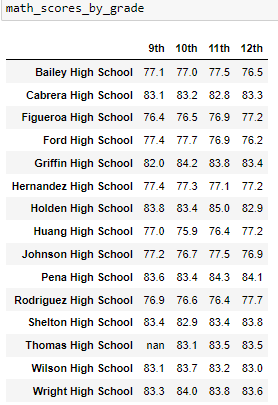 math_scores_by_grade
9th 10th 11th 12th
Bailey High School 77.1 77.0 77.5 76.5
Cabrera High School 83.1 83.2 82.8 83.3
Figueroa High School 76.4 76.5 76.9 77.2
Ford High School 77.4 77.7 76.9 76.2
Griffin High School 82.0 84.2 83.8 83.4
Hernandez High School 77.4 77.3 77.1 77.2
Holden High School 83.8 83.4 85.0 82.9
Huang High School 77.0 75.9 76.4 77.2
Johnson High School 77.2 76.7 77.5 76.9
Pena High School 83.6 83.4 84.3 84.1
Rodriguez High School 76.9 76.6 76.4 77.7
Shelton High School 83.4 82.9 83.4 83.8
Thomas High School nan 83.1 83.5 83.5
Wilson High School 83.1 83.7 83.2 83.0
Wright High School 83.3 84.0 83.8 83.6